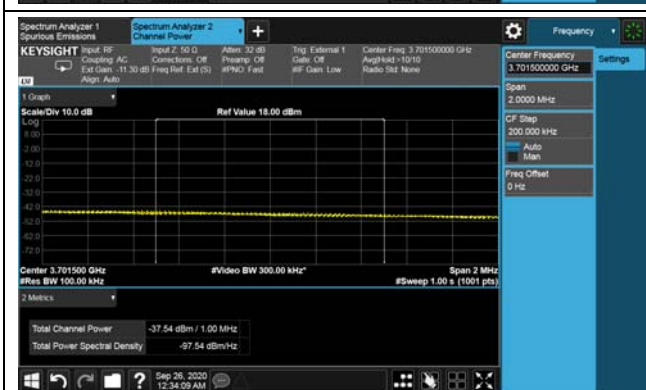 Spectrum Analyzer 1
Spurious Emissions
Spectrum Analyzer 2
Channel Power
Frequency
KEYSIGHT
Input: RF
Coupling: AC
Ext Gain: -11.30 dB
Align: Auto
Input Z: 50 Ω
Corrections: Off
Freq Ref: Ext (S)
Atten: 32 dB
Preamp: Off
#PNO: Fast
Trig: External 1
Gate: Off
#IF Gain: Low
Center Freq: 3.701500000 GHz
Avg|Hold:>10/10
Radio Std: None
LXI
1 Graph
Scale/Div 10.0 dB
Ref Value 18.00 dBm
Log
8.00
-2.00
-12.0
-22.0
-32.0
-42.0
-52.0
-62.0
-72.0
Center 3.701500 GHz
#Video BW 300.00 kHz*
Span 2 MHz
#Res BW 100.00 kHz
#Sweep 1.00 s (1001 pts)
2 Metrics
Total Channel Power -37.54 dBm / 1.00 MHz
Total Power Spectral Density -97.54 dBm/Hz
Sep 26, 2020
12:34:09 AM
Center Frequency
3.701500000 GHz
Settings
Span
2.0000 MHz
CF Step
200.000 kHz
Auto
Man
Freq Offset
0 Hz